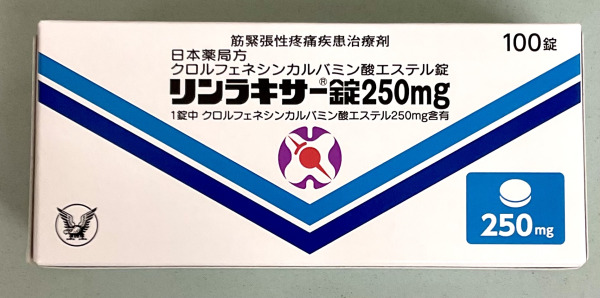 筋緊張性疼痛疾患治療剤
100錠
日本薬局方
クロルフェネシンカルバミン酸エステル錠
リンラキサー®錠250mg
1錠中 クロルフェネシンカルバミン酸エステル250mg含有
250mg